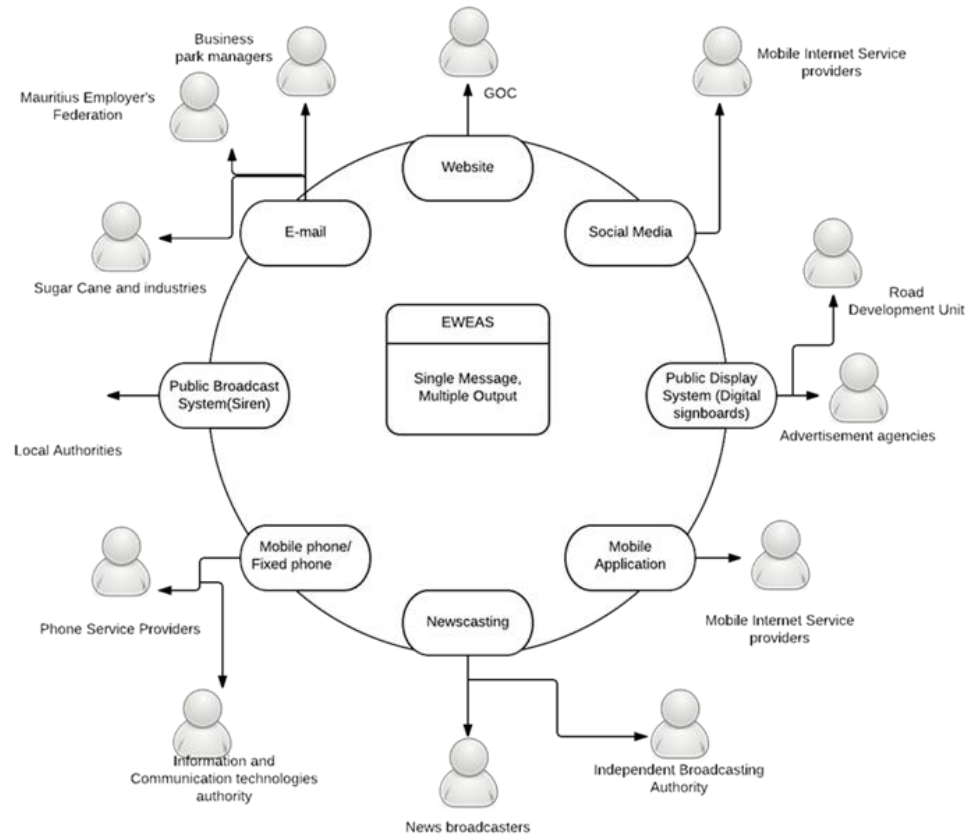 Business
park managers
Mauritius Employer's
Federation
GOC
Mobile Internet Service
providers
Website
E-mail
Social Media
Sugar Cane and industries
Road
Development Unit
EWEAS
Single Message,
Multiple Output
Public Broadcast
System(Siren)
Public Display
System (Digital
signboards)
Advertisement agencies
Local Authorities
Mobile phone/
Fixed phone
Mobile
Application
Newscasting
Phone Service Providers
Mobile Internet Service
providers
Information and
Communication technologies
authority
Independent Broadcasting
Authority
News broadcasters